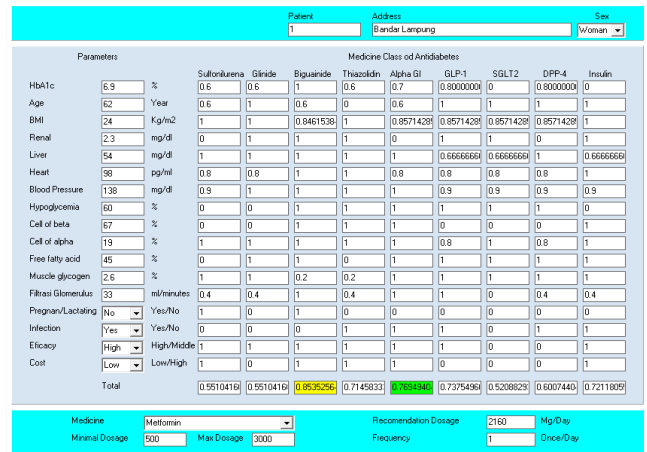 Patient Address Sex
1 Bandar Lampung Woman
Parameters Medicine Class od Antidiabetes
Sulfonilurena Glinide Biguainide Thiazolidin Alpha GI GLP-1 SGLT2 DPP-4 Insulin
HbA1c 6.9 % 0.6 0.6 1 0.6 0.7 0.8000000 0 0.8000000 0
Age 62 Year 0.6 1 0.6 0 0.6 1 1 1 1
BMI 24 Kg/m2 1 1 0.8461538 1 0.8571428 0.8571428 0.8571428 0.8571428 1
Renal 2.3 mg/dl 1 1 1 1 0 1 1 1 1
Liver 54 mg/dl 1 1 1 1 1 0.6666666 0.6666666 1 0.6666666
Heart 98 pg/ml 0.8 0.8 1 1 0.8 0.8 0.8 0.8 1
Blood Pressure 138 mg/dl 0.9 1 1 1 1 0.9 0.9 0.9 0.9
Hypoglycemia 60 % 0 0 1 1 1 1 1 1 0
Cell of beta 67 % 0 0 1 1 1 1 1 1 1
Cell of alpha 19 % 1 1 1 1 1 0.8 1 0.8 1
Free fatty acid 45 % 1 1 1 0 1 1 1 1 1
Muscle glycogen 2.6 % 1 1 0.2 0.2 1 1 1 1 1
Filtrasi Glomerulus 33 ml/minutes 0.4 0.4 1 0.4 1 1 0 0.4 0.4
Pregnan/Lactating No Yes/No 1 0 1 0 0 0 0 0 1
Infection Yes Yes/No 0 0 0 1 1 1 0 0 1
Eficacy High High/Middle 1 1 1 1 1 1 0 0 1
Cost Low Low/High 1 0 1 1 1 0 0 0 1
Total 0.5510416 0.5510416 0.8535256 0.7145833 0.7694940 0.7375496 0.5208829 0.6007440 0.7211805
Medicine Metformin Recomendation Dosage 2160 Mg/Day
Minimal Dosage 500 Max Dosage 3000 Frequency 1 Once/Day